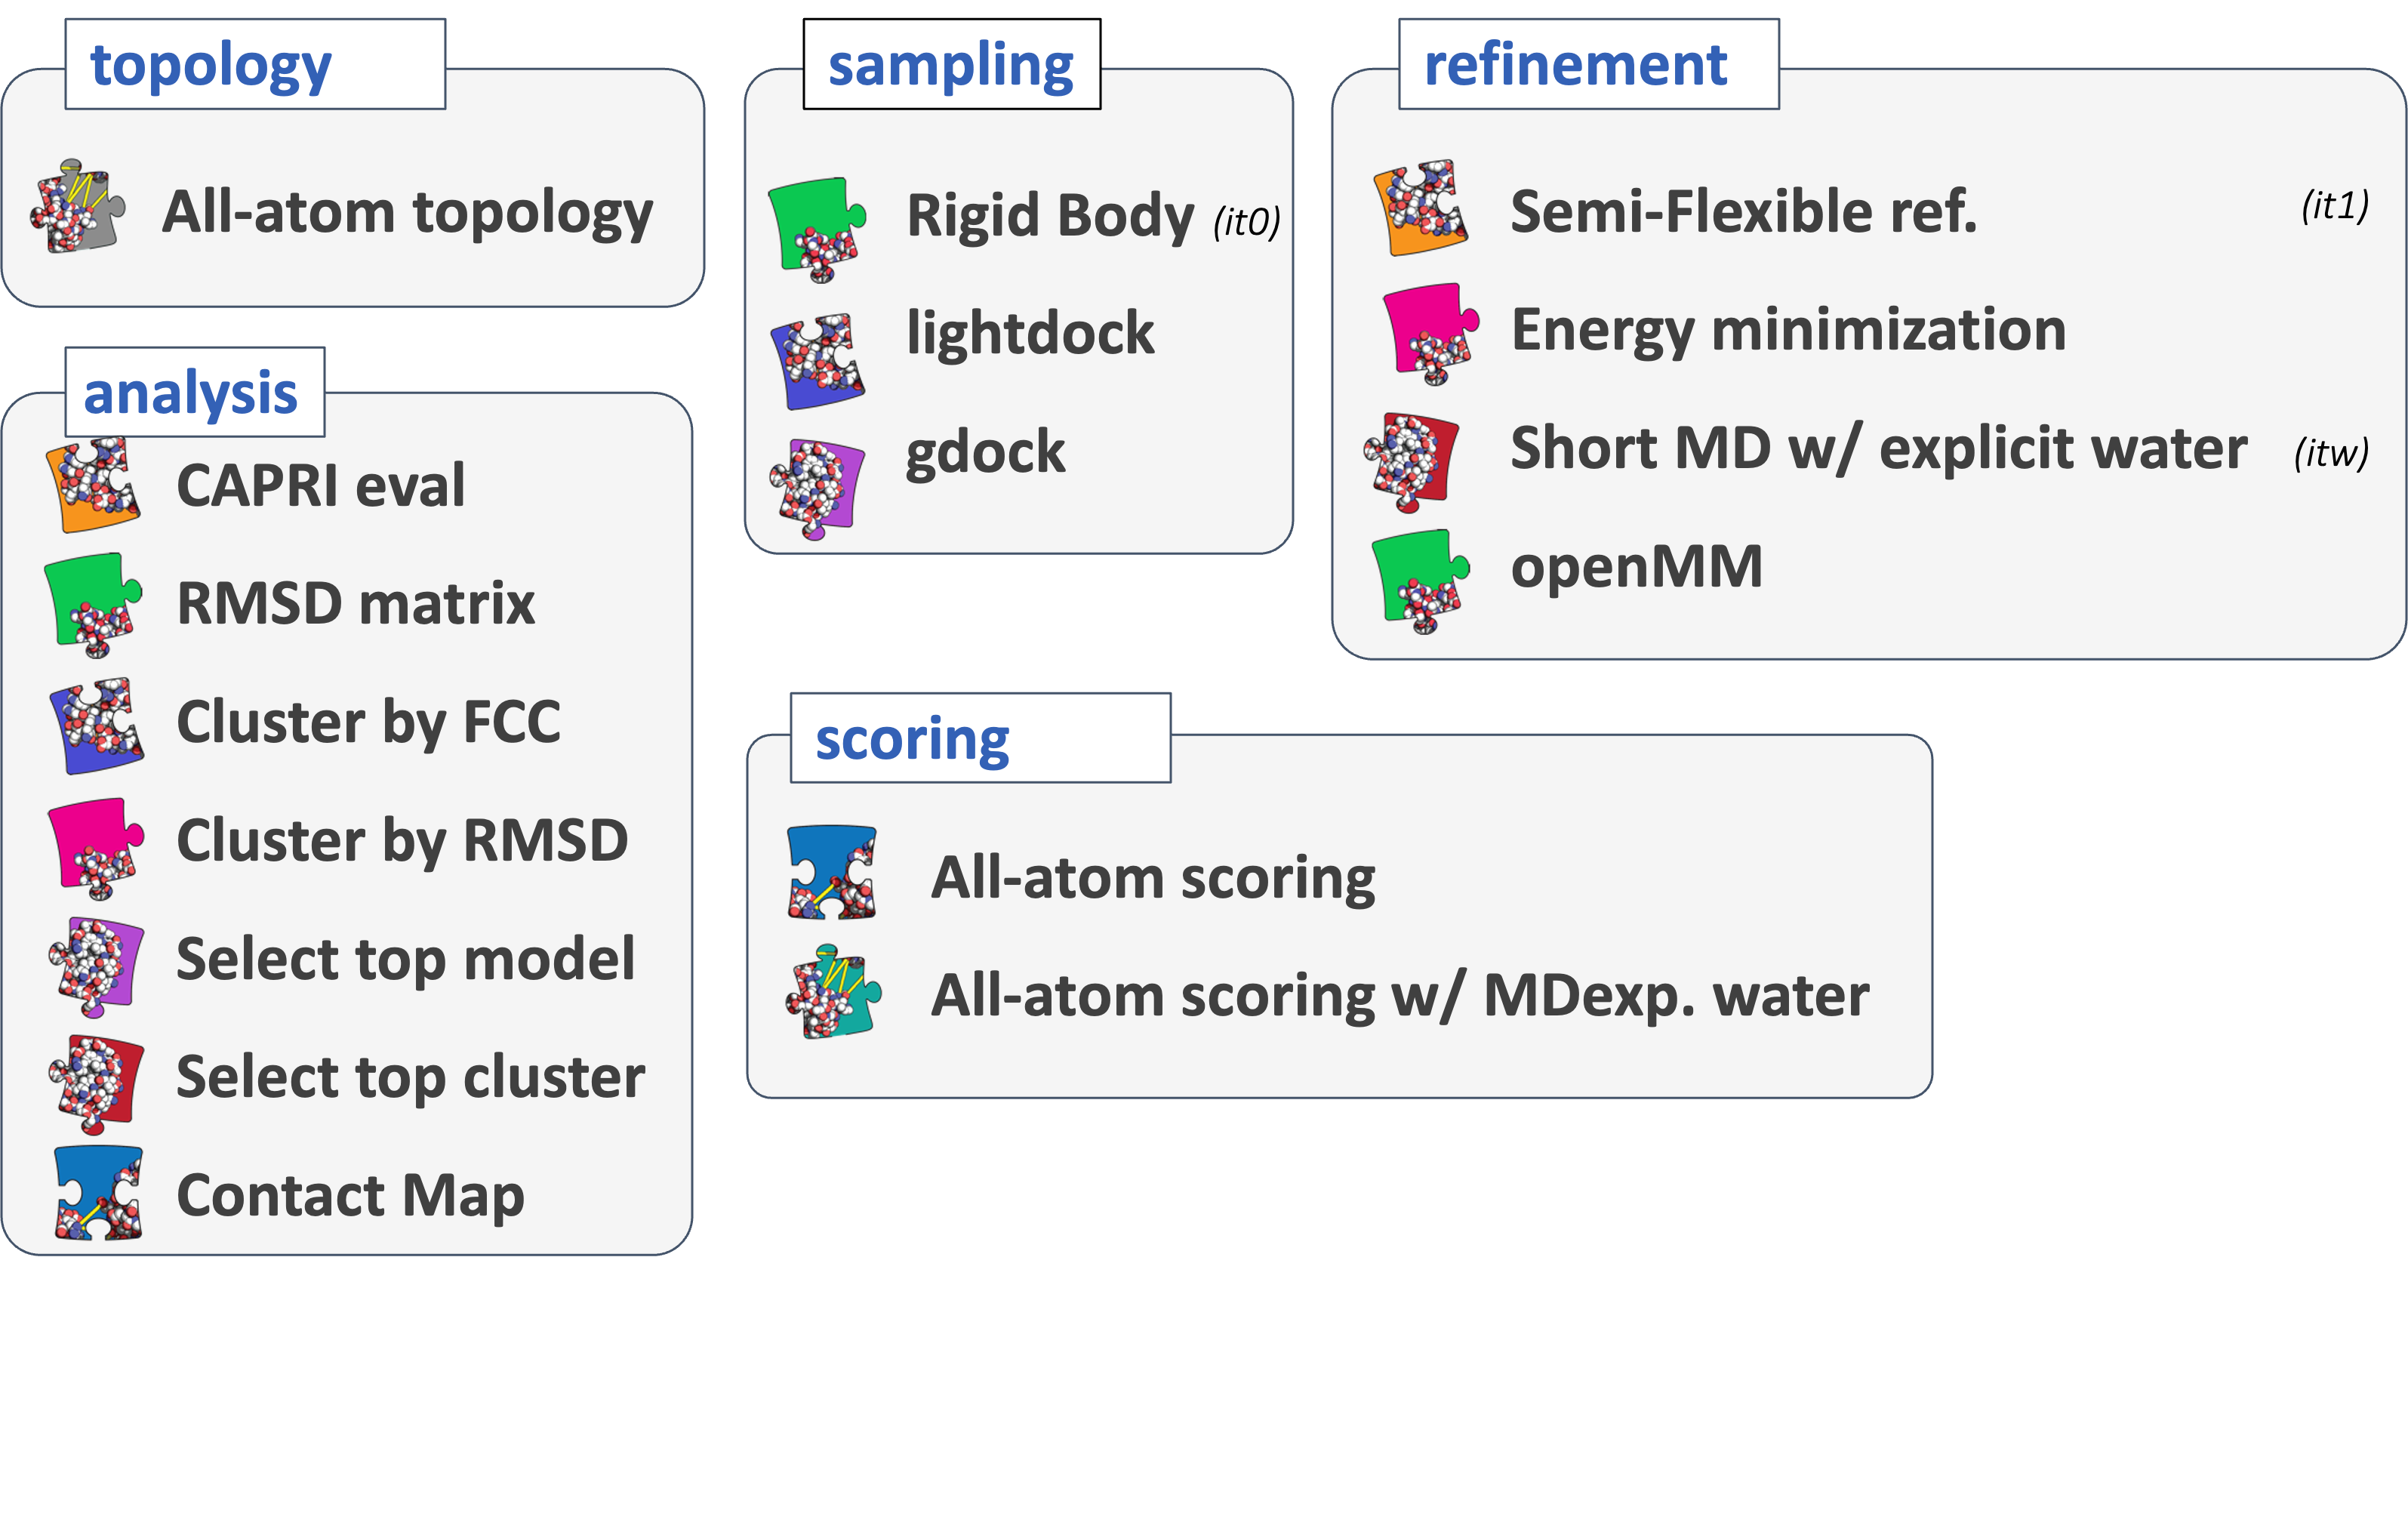 topology
All-atom topology
analysis
CAPRI eval
RMSD matrix
Cluster by FCC
Cluster by RMSD
Select top model
Select top cluster
Contact Map
sampling
Rigid Body (it0)
lightdock
gdock
refinement
Semi-Flexible ref. (it1)
Energy minimization
Short MD w/ explicit water (itw)
openMM
scoring
All-atom scoring
All-atom scoring w/ MDexp. water